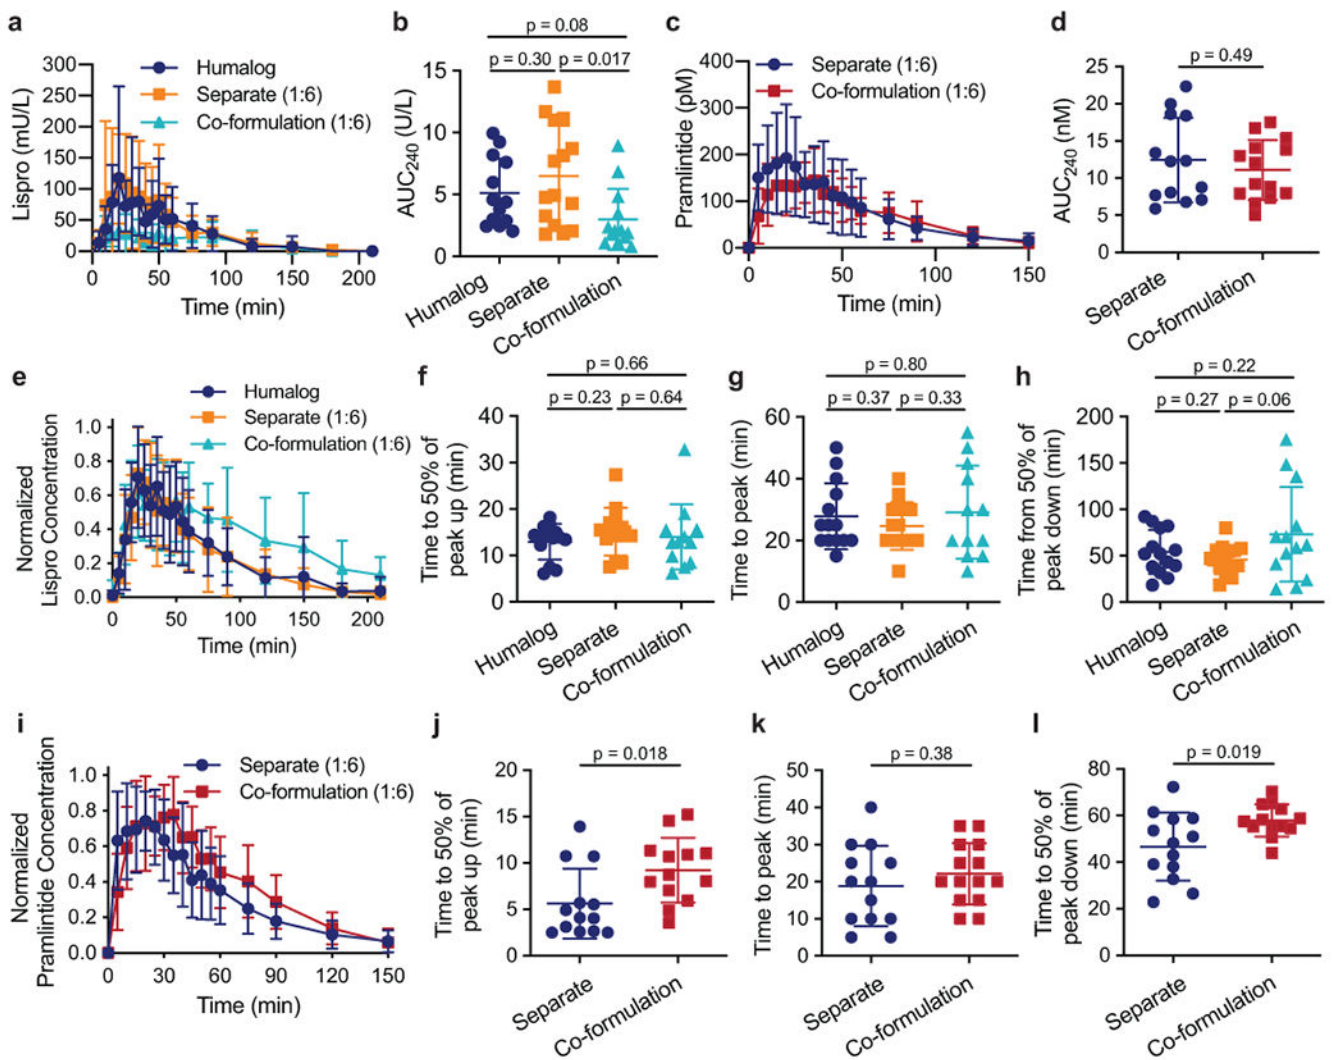 a
Lispro (mU/L)
300
250
200
150
100
50
0
0 50 100 150 200
Time (min)
Humalog
Separate (1:6)
Co-formulation (1:6)
b
p = 0.08
p = 0.30 p = 0.017
AUC240 (U/L)
15
10
5
0
Humalog
Separate
Co-formulation
c
Pramlintide (pM)
400
300
200
100
0
0 50 100 150
Time (min)
Separate (1:6)
Co-formulation (1:6)
d
p = 0.49
AUC240 (nM)
25
20
15
10
5
0
Separate
Co-formulation
e
Normalized
Lispro Concentration
1.0
0.8
0.6
0.4
0.2
0.0
0 50 100 150 200
Time (min)
Humalog
Separate (1:6)
Co-formulation (1:6)
f
p = 0.66
p = 0.23 p = 0.64
Time to 50% of
peak up (min)
40
30
20
10
0
Humalog
Separate
Co-formulation
g
p = 0.80
p = 0.37 p = 0.33
Time to peak (min)
60
40
20
0
Humalog
Separate
Co-formulation
h
p = 0.22
p = 0.27 p = 0.06
Time from 50% of
peak down (min)
200
150
100
50
0
Humalog
Separate
Co-formulation
i
Normalized
Pramlintide Concentration
1.0
0.8
0.6
0.4
0.2
0.0
0 30 60 90 120 150
Time (min)
Separate (1:6)
Co-formulation (1:6)
j
p = 0.018
Time to 50% of
peak up (min)
20
15
10
5
0
Separate
Co-formulation
k
p = 0.38
Time to peak (min)
50
40
30
20
10
0
Separate
Co-formulation
l
p = 0.019
Time to 50% of
peak down (min)
80
60
40
20
0
Separate
Co-formulation